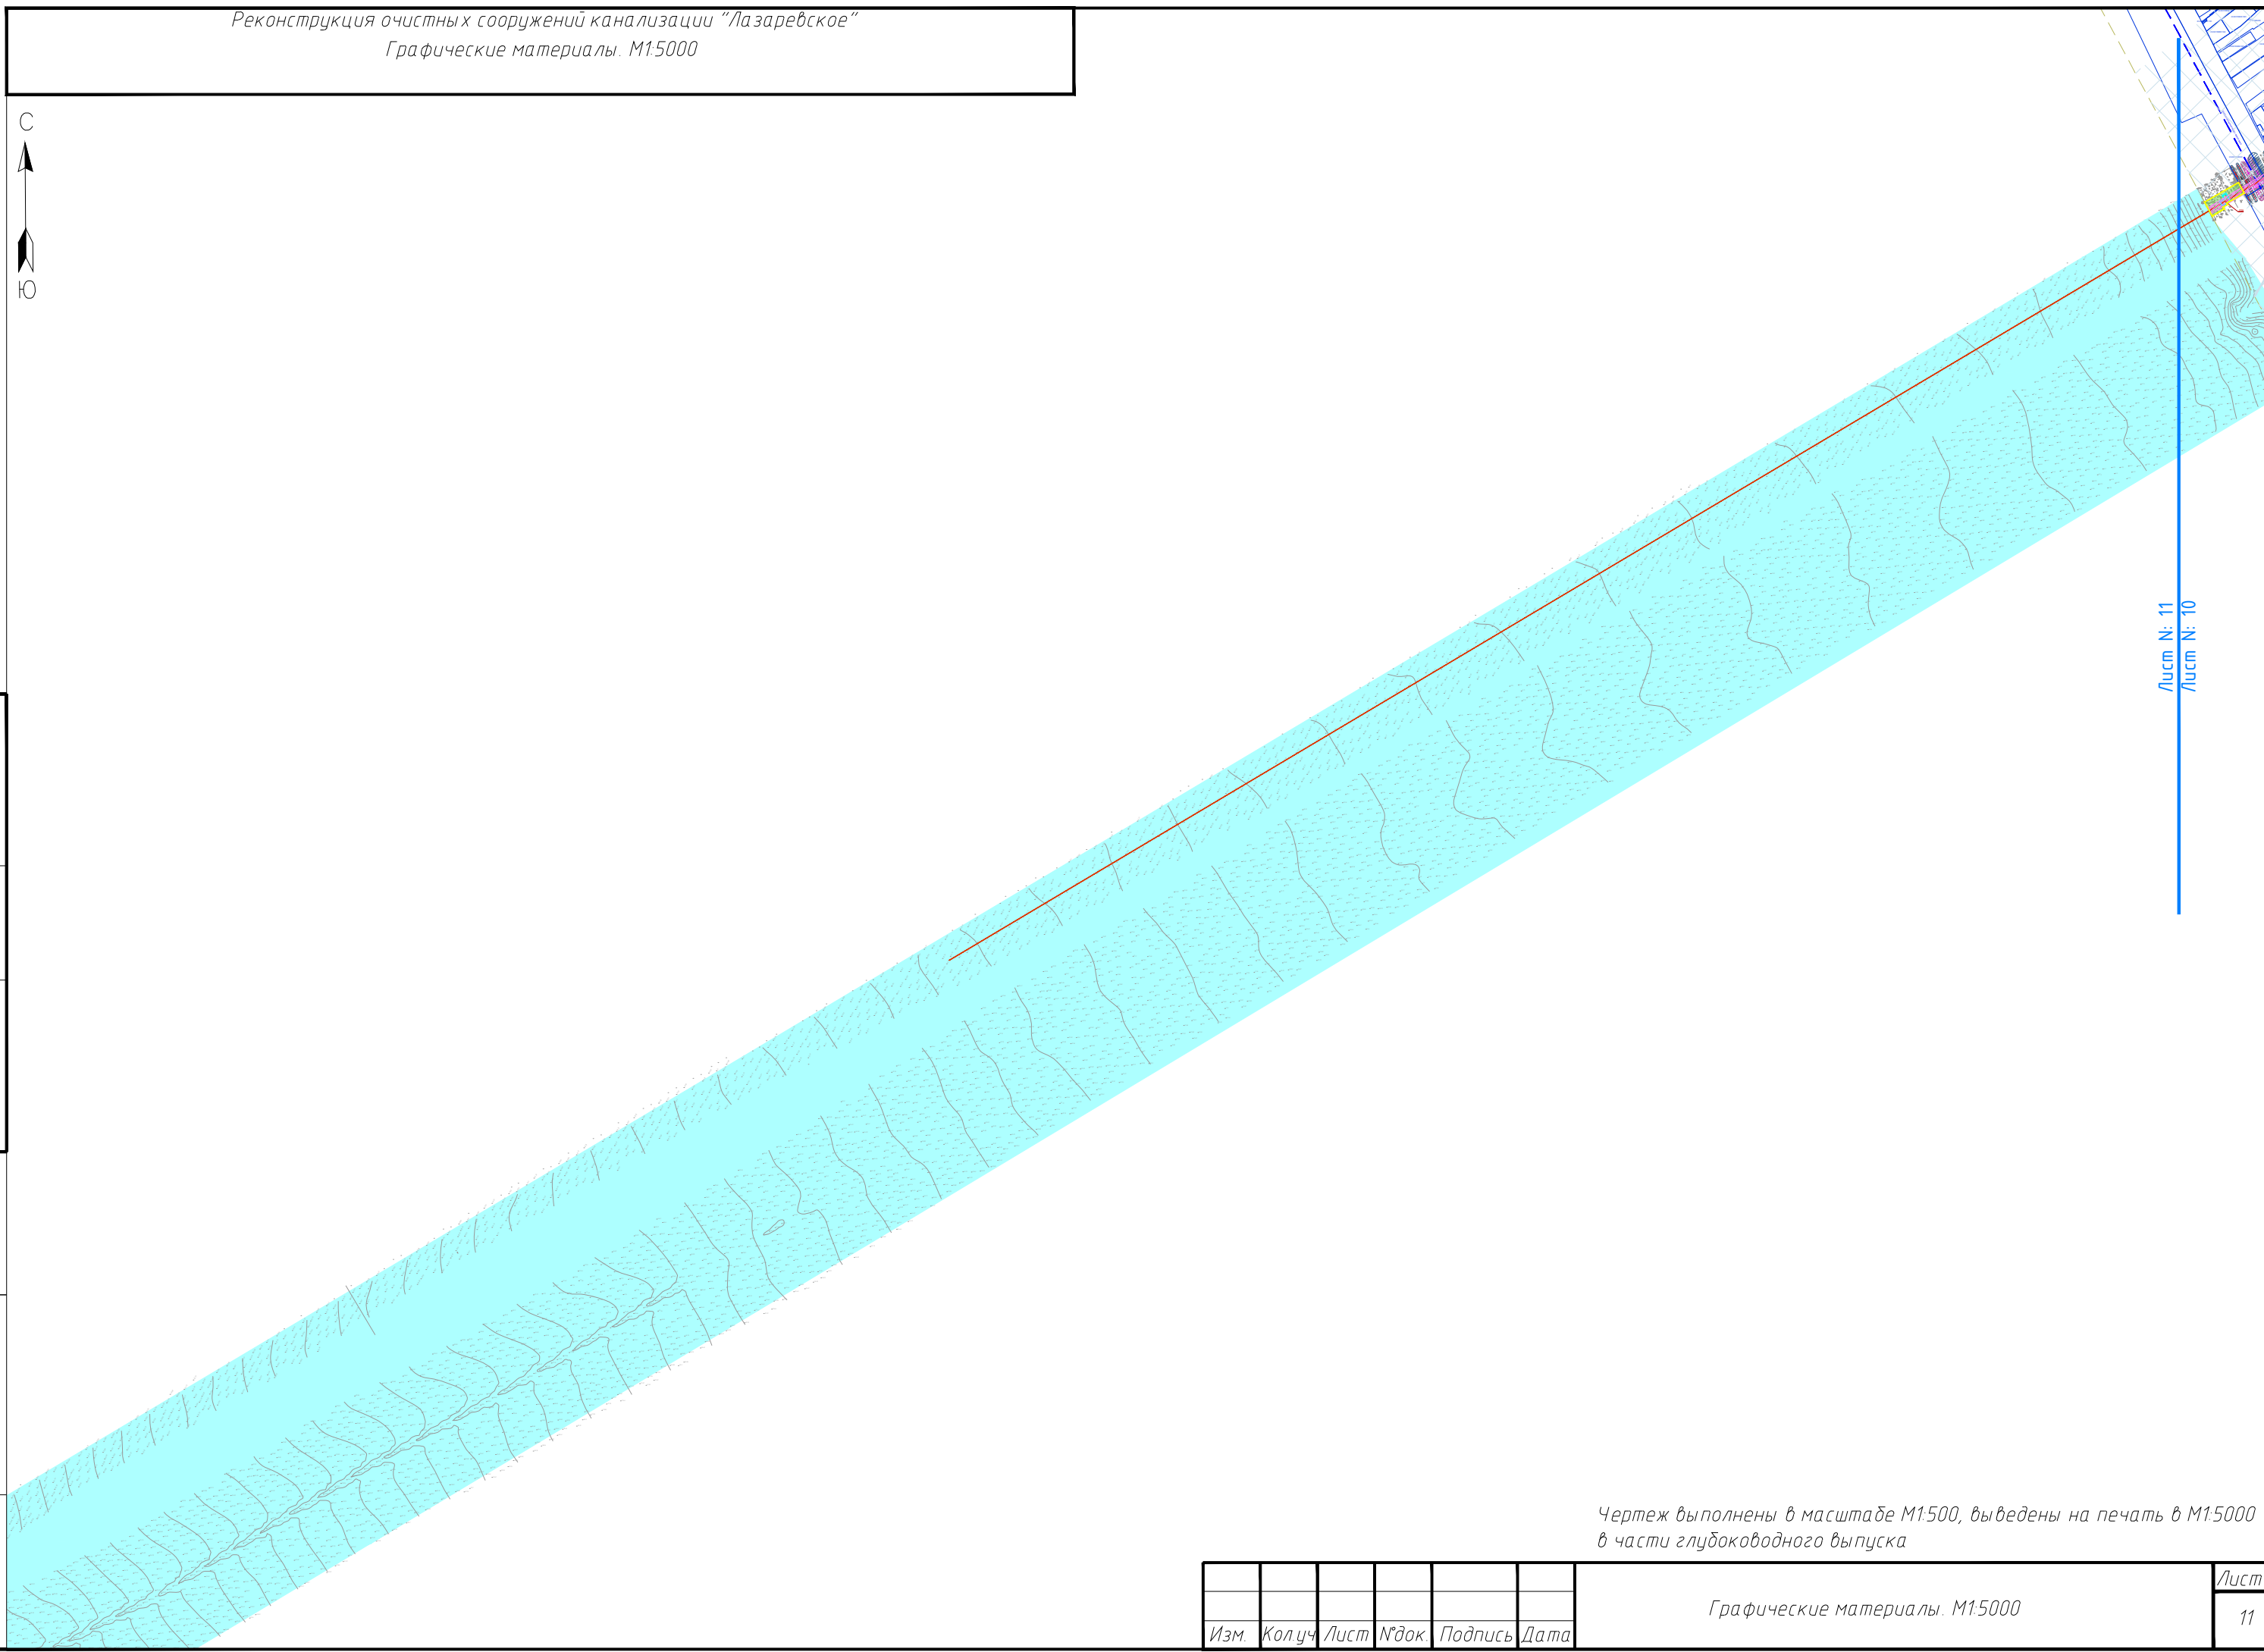 Реконструкция очистных сооружений канализации "Лазаревское"
Графические материалы. М1:5000
С
Ю
Лист N: 11
Лист N: 10
Чертеж выполнены в масштабе М1:500, выведены на печать в М1:5000
в части глубоководного выпуска
Изм. Кол.уч Лист №док. Подпись Дата
Графические материалы. М1:5000
Лист
11